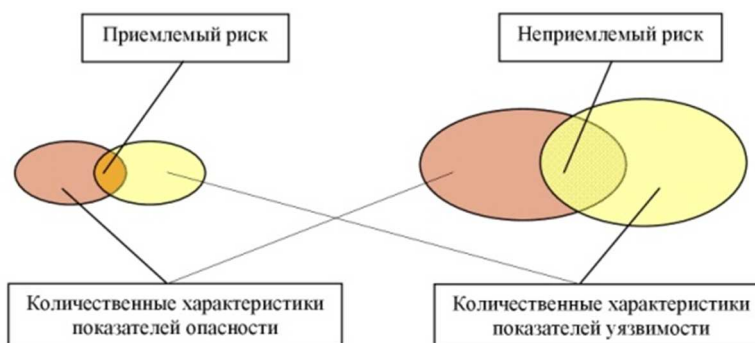 Приемлемый риск
Неприемлемый риск
Количественные характеристики
показателей опасности
Количественные характеристики
показателей уязвимости